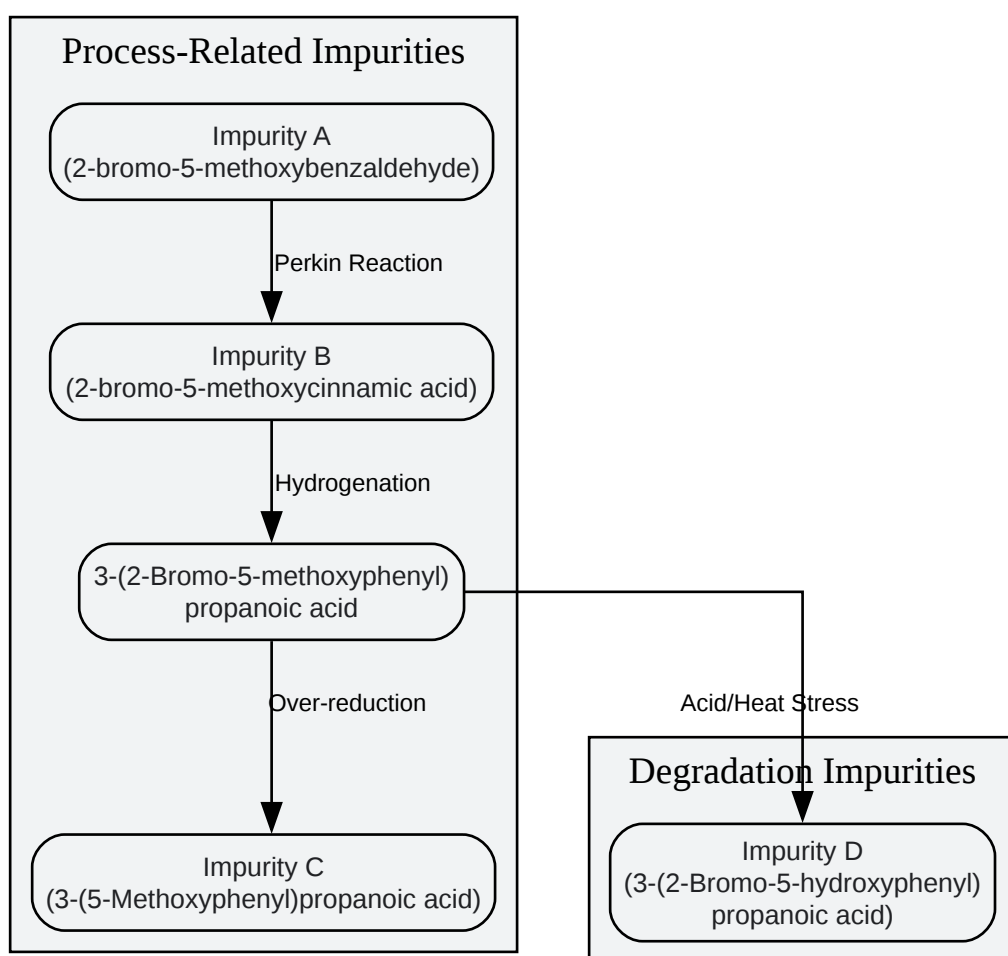 Process-Related Impurities
Impurity A
(2-bromo-5-methoxybenzaldehyde)
Perkin Reaction
Impurity B
(2-bromo-5-methoxycinnamic acid)
Hydrogenation
3-(2-Bromo-5-methoxyphenyl)
propanoic acid
Over-reduction
Impurity C
(3-(5-Methoxyphenyl)propanoic acid)
Acid/Heat Stress
Degradation Impurities
Impurity D
(3-(2-Bromo-5-hydroxyphenyl)
propanoic acid)